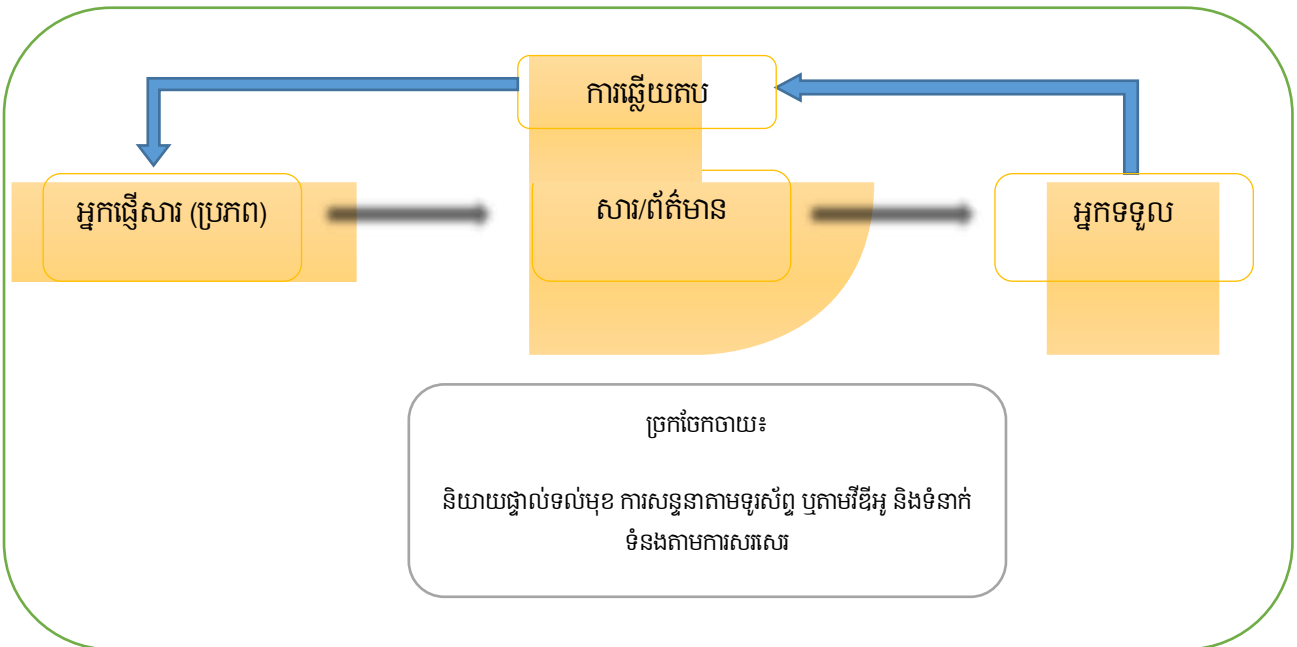 ការឆ្លើយតប
អ្នកផ្ញើសារ (ប្រភព)
សារ/ព័ត៌មាន
អ្នកទទួល
ច្រកចែកចាយ៖
និយាយផ្ទាល់ទល់មុខ ការសន្ទនាតាមទូរស័ព្ទ ឬតាមវីឌីអូ និងទំនាក់
ទំនងតាមការសរសេរ